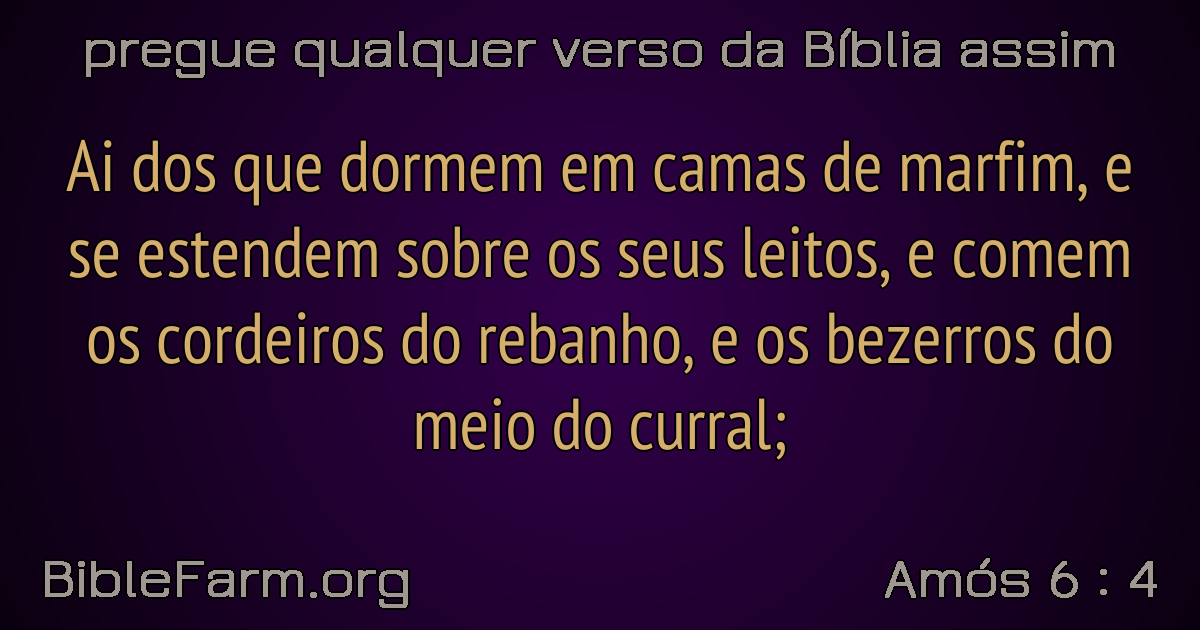 pregue qualquer verso da Bíblia assim
Ai dos que dormem em camas de marfim, e
se estendem sobre os seus leitos, e comem
os cordeiros do rebanho, e os bezerros do
meio do curral;
BibleFarm.org
Amós 6 : 4